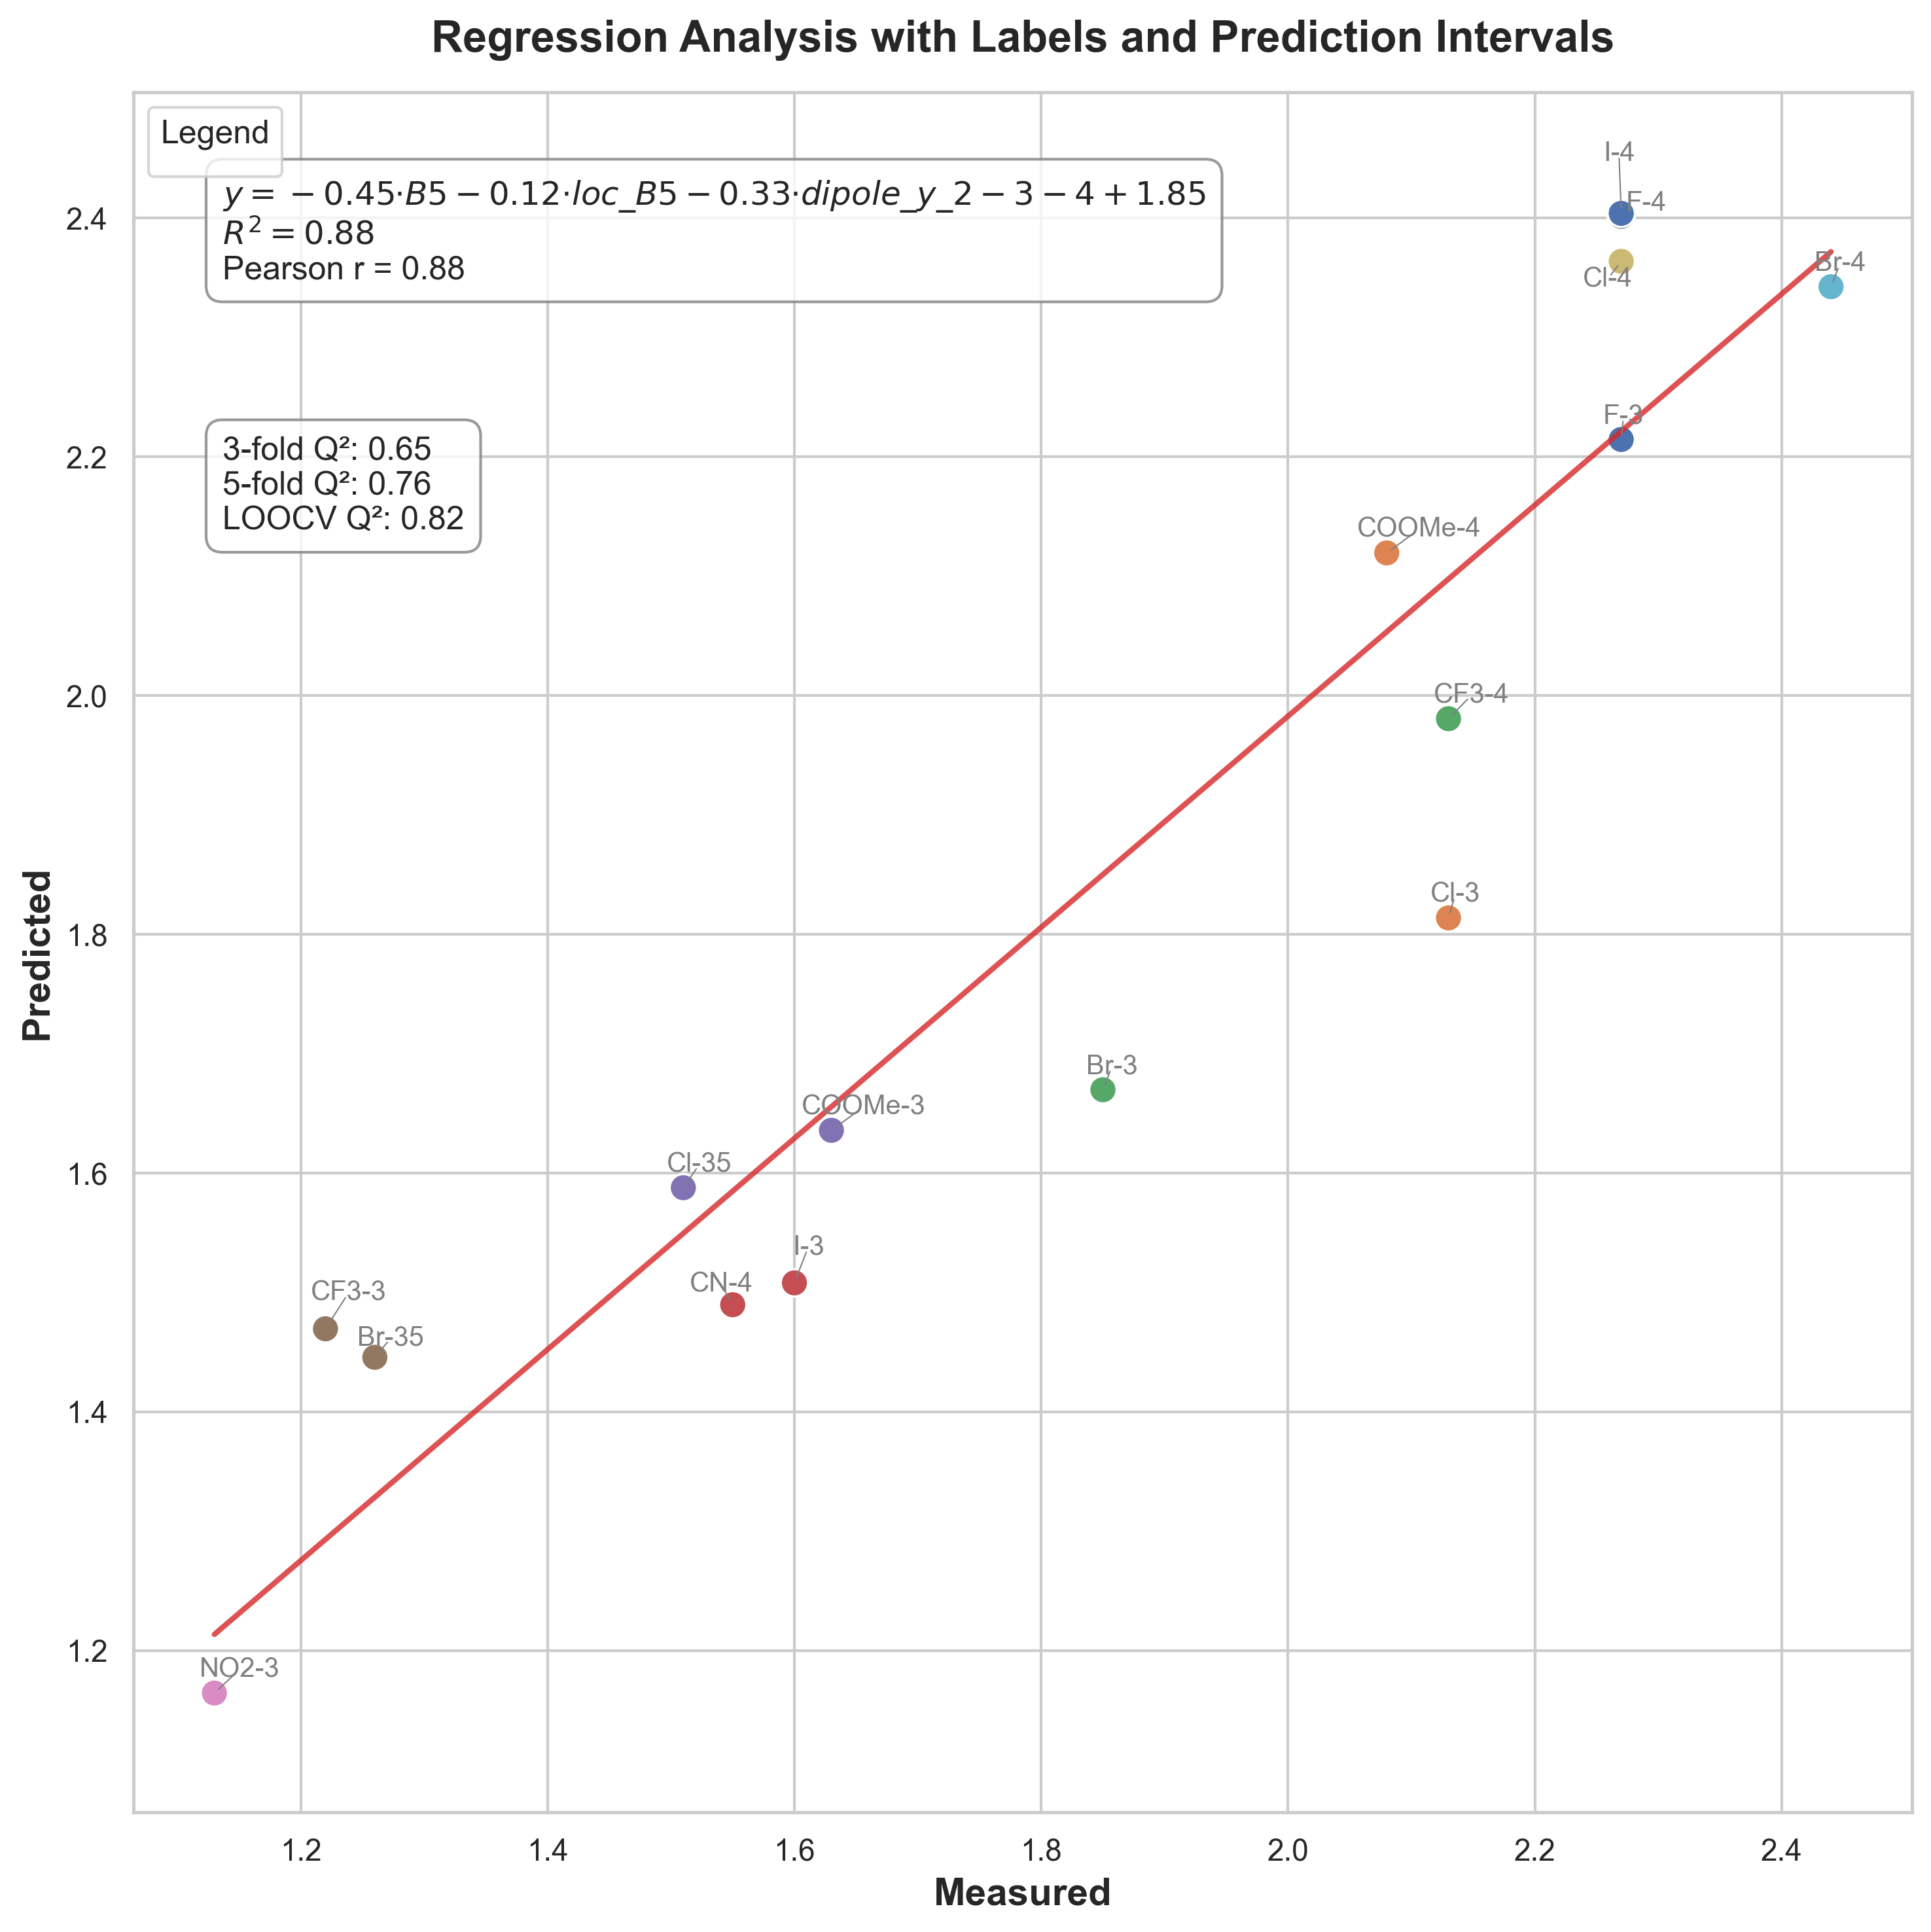 Regression Analysis with Labels and Prediction Intervals
Legend
y = −0.45·B5 − 0.12·loc_B5 − 0.33·dipole_y_2 − 3 − 4 + 1.85
R² = 0.88
Pearson r = 0.88
3-fold Q²: 0.65
5-fold Q²: 0.76
LOOCV Q²: 0.82
I-4
F-4
Cl-4
Br-4
F-3
COOMe-4
CF3-4
Cl-3
Br-3
COOMe-3
Cl-35
I-3
CN-4
CF3-3
Br-35
NO2-3
Predicted
2.4
2.2
2.0
1.8
1.6
1.4
1.2
1.2 1.4 1.6 1.8 2.0 2.2 2.4
Measured